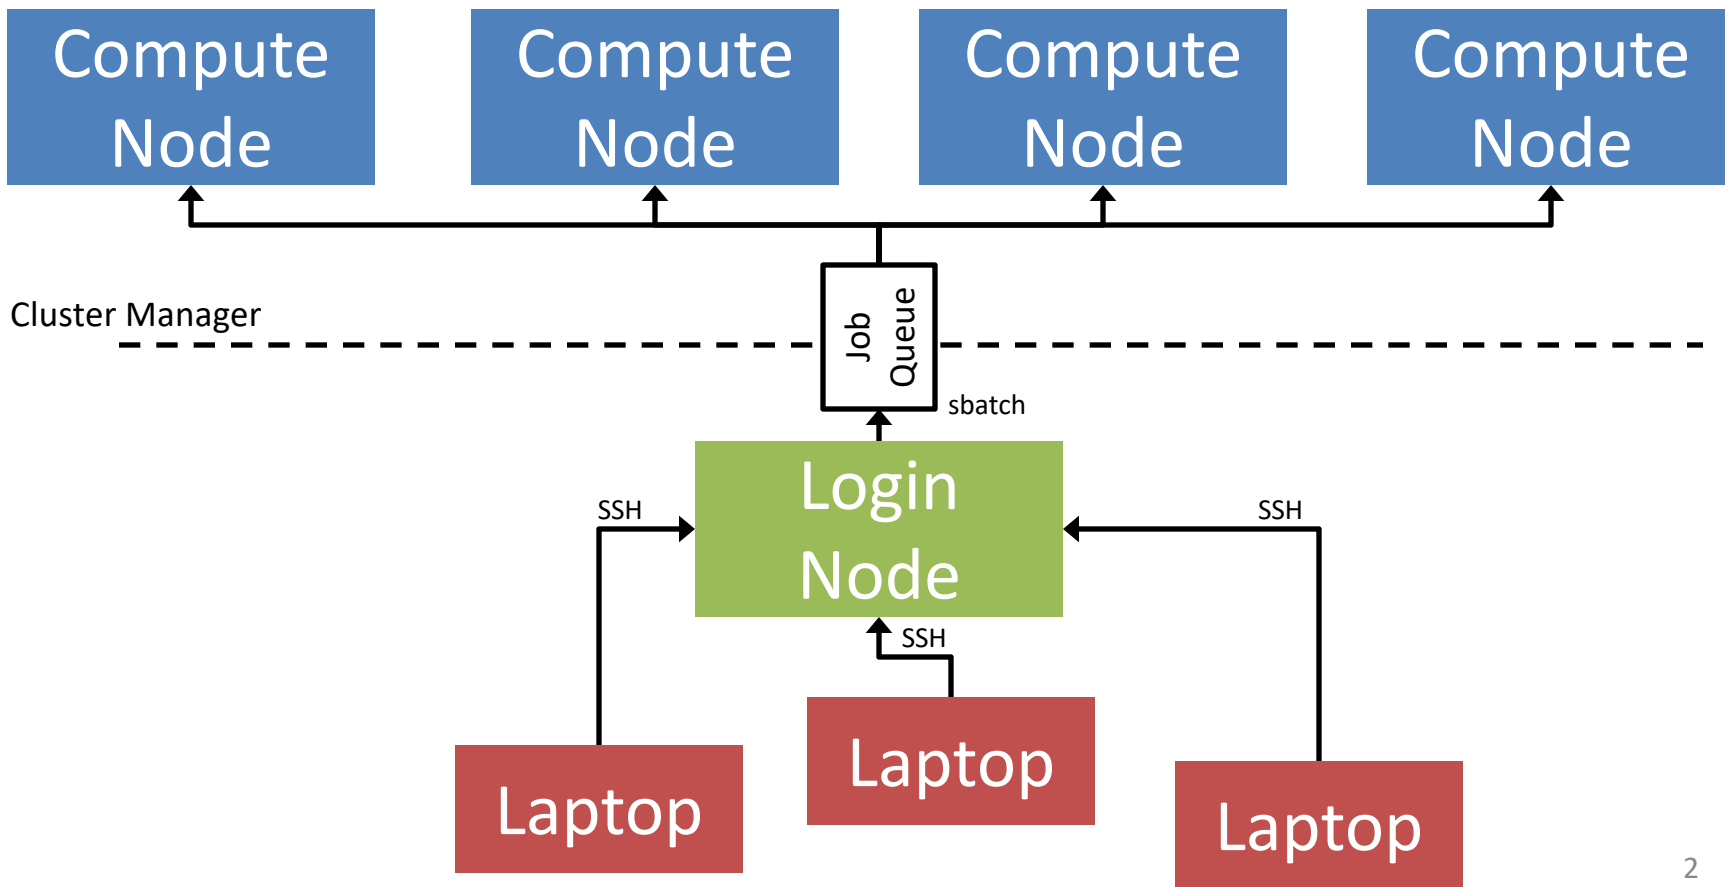 Compute
Node
Compute
Node
Compute
Node
Compute
Node
Cluster Manager
Job
Queue
sbatch
Login
Node
SSH
SSH
SSH
Laptop
Laptop
Laptop
2